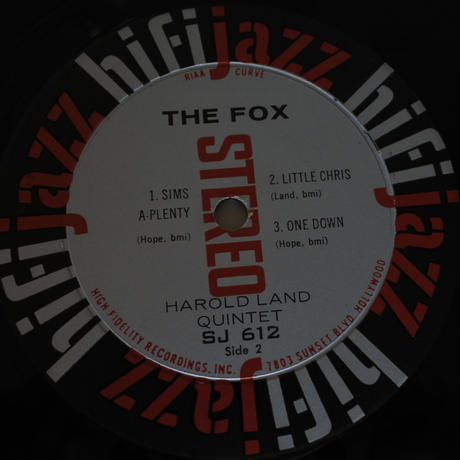 hifijazz hifijazz hifijazz hifijazz
RIAA CURVE
THE FOX
STEREO
1. SIMS
A-PLENTY
(Hope, bmi)
2. LITTLE CHRIS
(Land, bmi)
3. ONE DOWN
(Hope, bmi)
HAROLD LAND
QUINTET
SJ 612
Side 2
HIGH FIDELITY RECORDINGS, INC. 7803 SUNSET BLVD. HOLLYWOOD